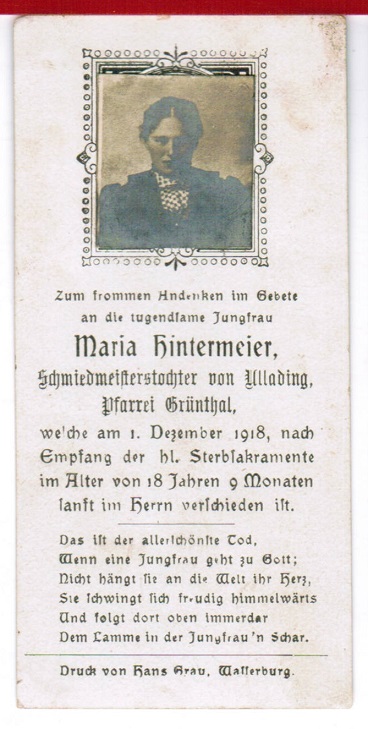 Zum frommen Andenken im Gebete
an die tugendsame Jungfrau
Maria Hintermeier,
Schmiedmeisterstochter von Ullading,
Pfarrei Grünthal,
welche am 1. Dezember 1918, nach
Empfang der hl. Sterbsakramente
im Alter von 18 Jahren 9 Monaten
sanft im Herrn verschieden ist.
Das ist der allerschönste Tod,
Wenn eine Jungfrau geht zu Gott;
Nicht hängt sie an die Welt ihr Herz,
Sie schwingt sich freudig himmelwärts
Und folgt dort oben immerdar
Dem Lamme in der Jungfrau'n Schar.
Druck von Hans Grau, Wasserburg.